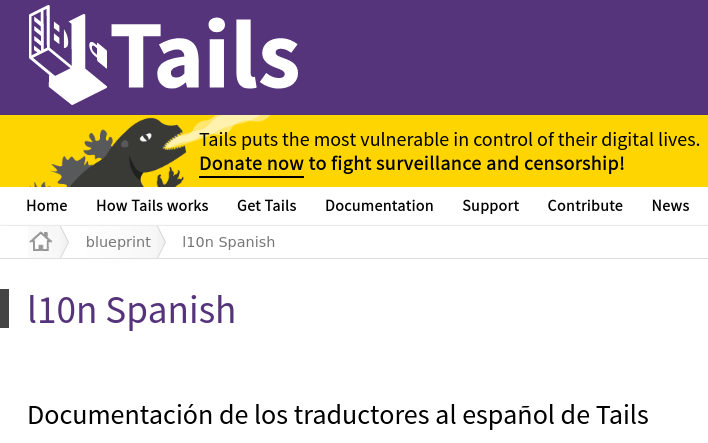 Tails
Tails puts the most vulnerable in control of their digital lives.
Donate now to fight surveillance and censorship!
Home How Tails works Get Tails Documentation Support Contribute News
blueprint l10n Spanish
l10n Spanish
Documentación de los traductores al español de Tails